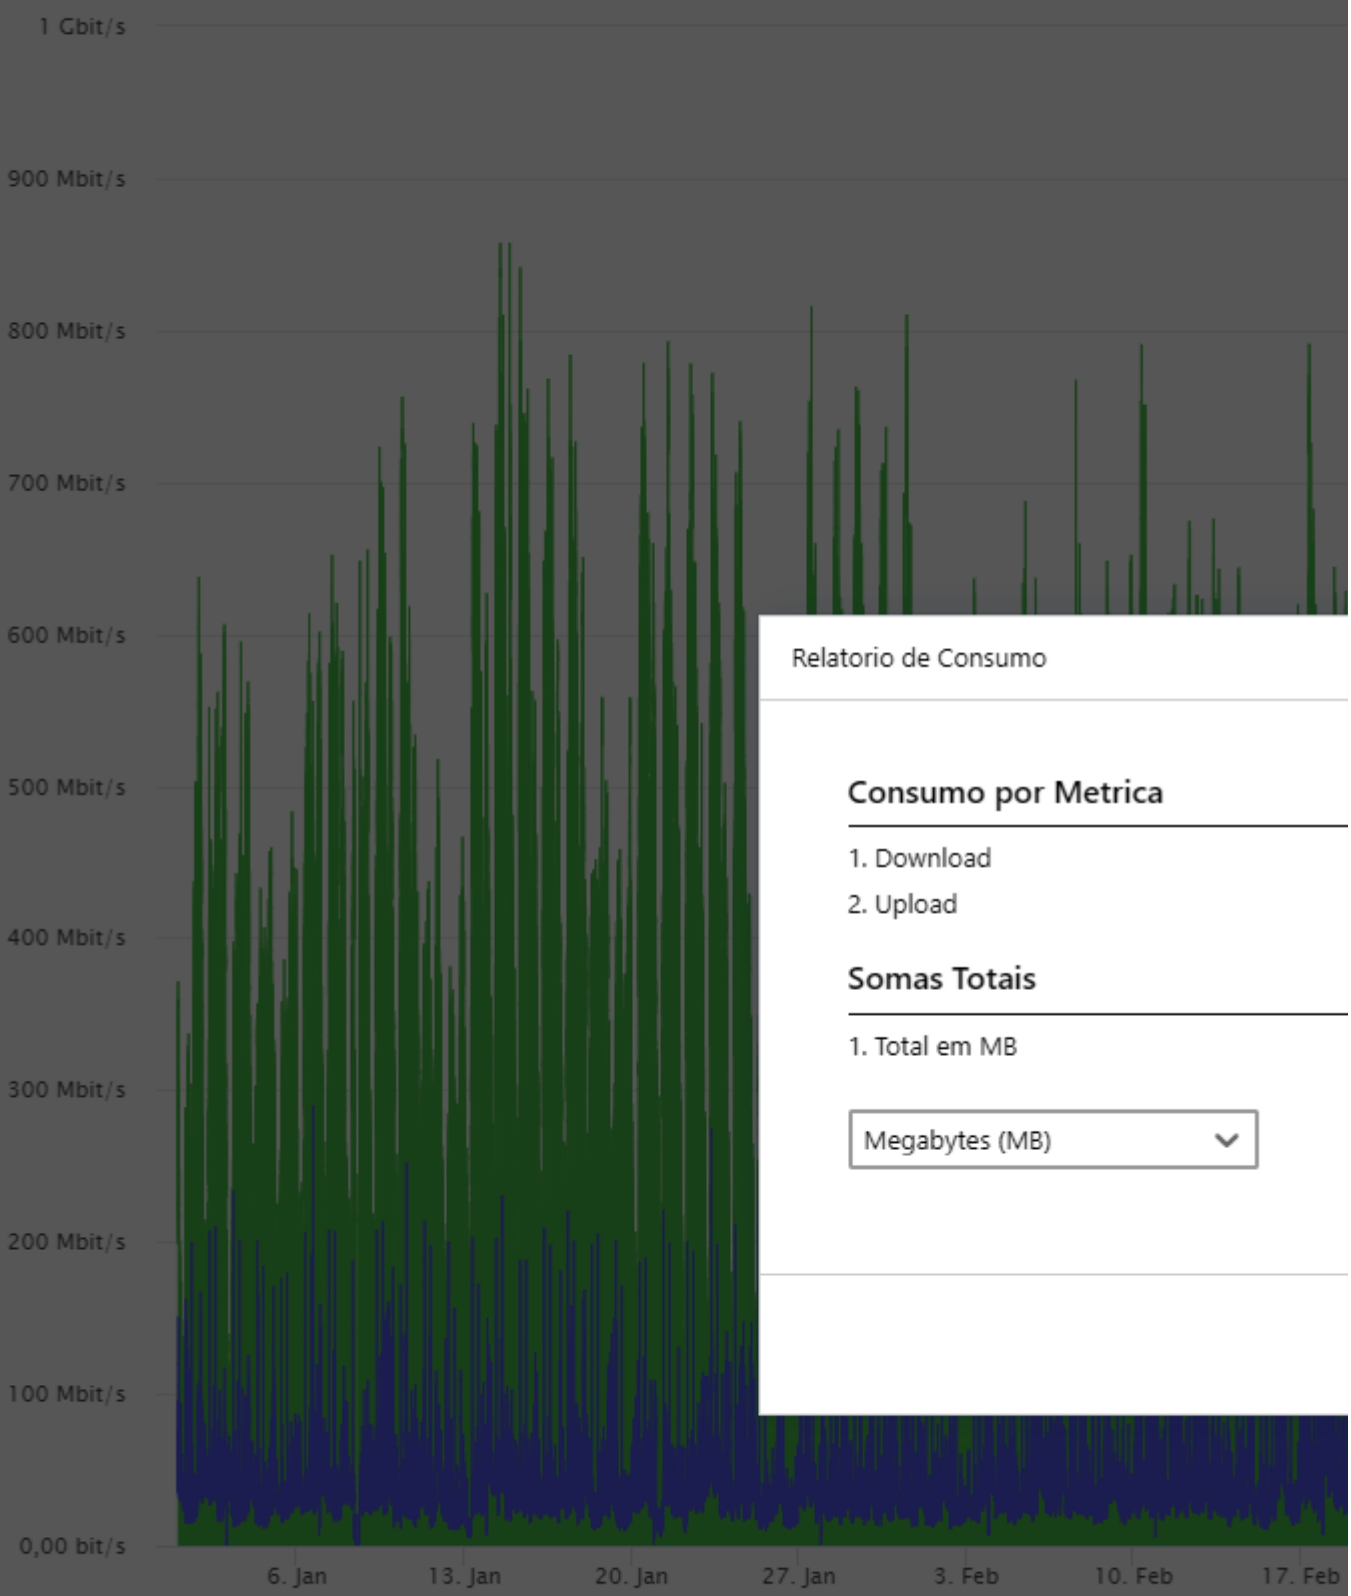 1 Gbit/s
900 Mbit/s
800 Mbit/s
700 Mbit/s
600 Mbit/s
500 Mbit/s
400 Mbit/s
300 Mbit/s
200 Mbit/s
100 Mbit/s
0,00 bit/s
6. Jan 13. Jan 20. Jan 27. Jan 3. Feb 10. Feb 17. Feb
Relatorio de Consumo
Consumo por Metrica
1. Download
2. Upload
Somas Totais
1. Total em MB
Megabytes (MB)